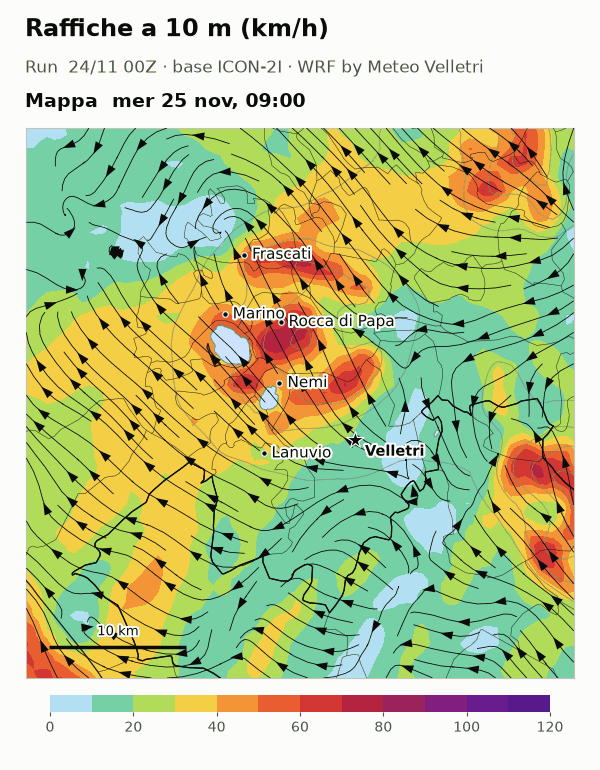 Raffiche a 10 m (km/h)
Run  24/11 00Z · base ICON-2I · WRF by Meteo Velletri
Mappa  mer 25 nov, 09:00
Frascati
Marino
Rocca di Papa
Nemi
Velletri
Lanuvio
10 km
0 20 40 60 80 100 120